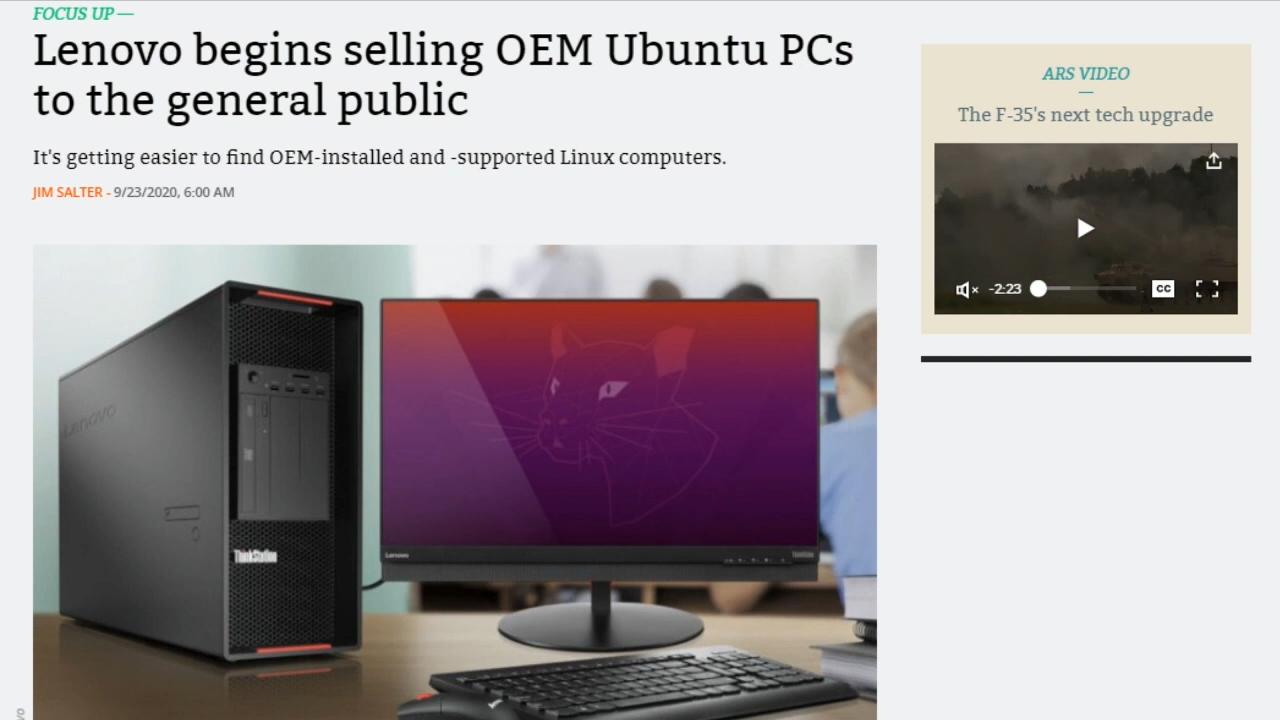 FOCUS UP —
Lenovo begins selling OEM Ubuntu PCs
to the general public
It's getting easier to find OEM-installed and -supported Linux computers.
JIM SALTER - 9/23/2020, 6:00 AM
ARS VIDEO
The F-35's next tech upgrade
-2:23
CC
Lenovo
ThinkStation
Lenovo